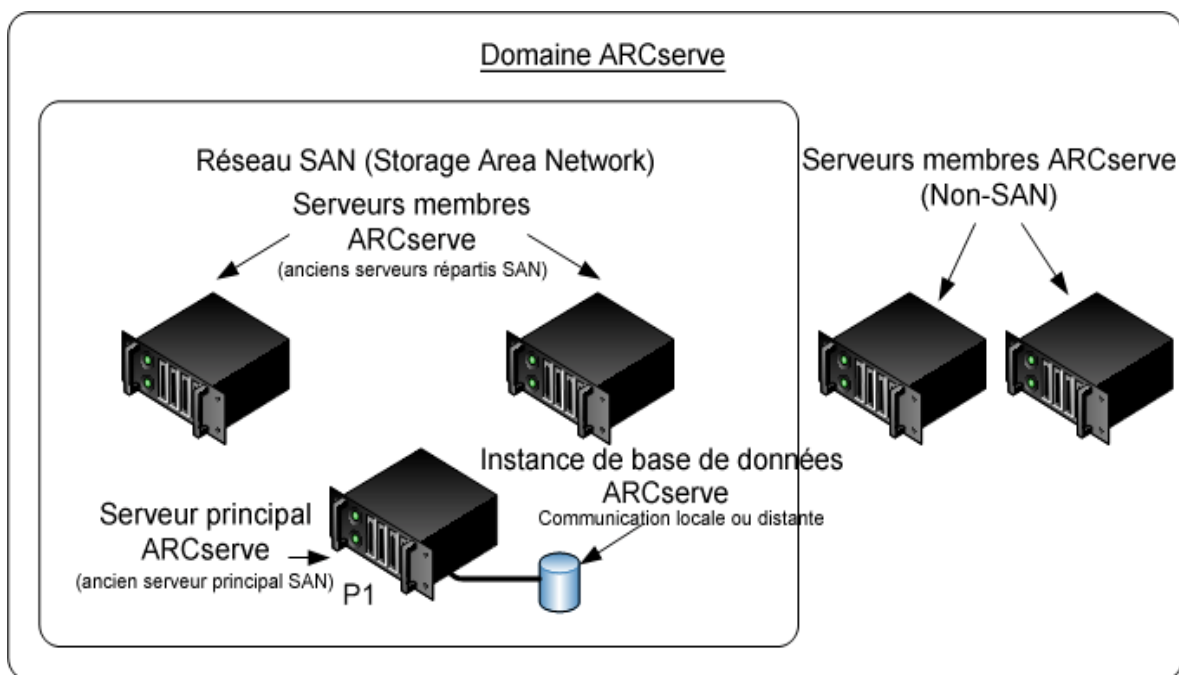 Domaine ARCserve
Réseau SAN (Storage Area Network)
Serveurs membres
ARCserve
(anciens serveurs répartis SAN)
Serveurs membres ARCserve
(Non-SAN)
Instance de base de données
ARCserve
Communication locale ou distante
Serveur principal
ARCserve
(ancien serveur principal SAN)
P1